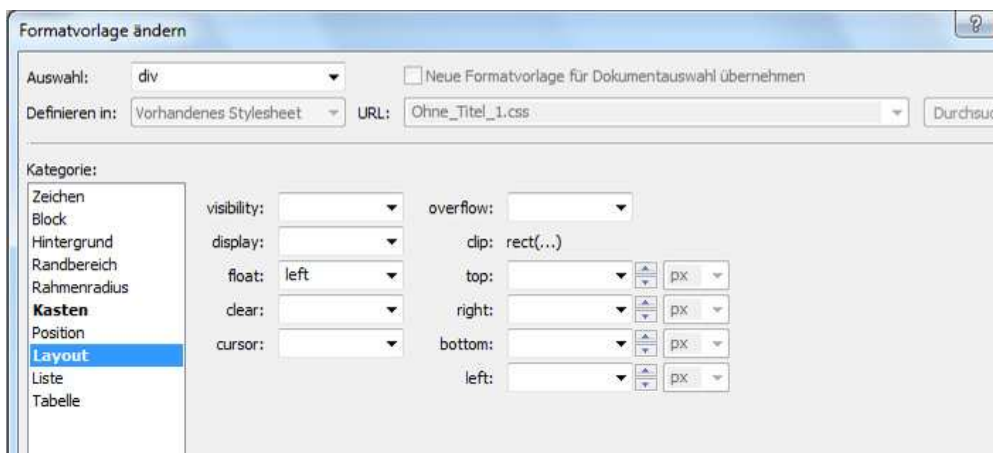 Formatvorlage ändern
Auswahl: div Neue Formatvorlage für Dokumentauswahl übernehmen
Definieren in: Vorhandenes Stylesheet URL: Ohne_Titel_1.css Durchsuc
Kategorie:
Zeichen
Block
Hintergrund
Randbereich
Rahmenradius
Kasten
Position
Layout
Liste
Tabelle
visibility: overflow:
display: clip: rect(...)
float: left top: px
clear: right: px
cursor: bottom: px
left: px